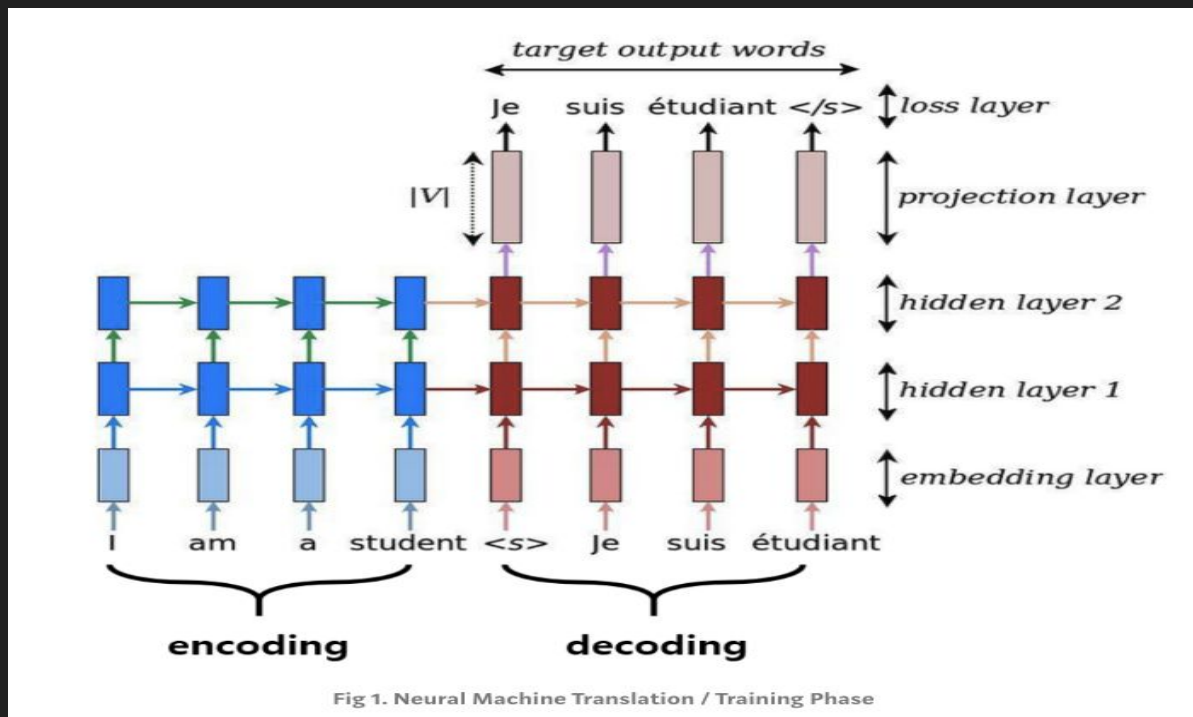 target output words
Je suis étudiant </s> loss layer
|V| projection layer
hidden layer 2
hidden layer 1
embedding layer
I am a student <s> Je suis étudiant
encoding decoding
Fig 1. Neural Machine Translation / Training Phase